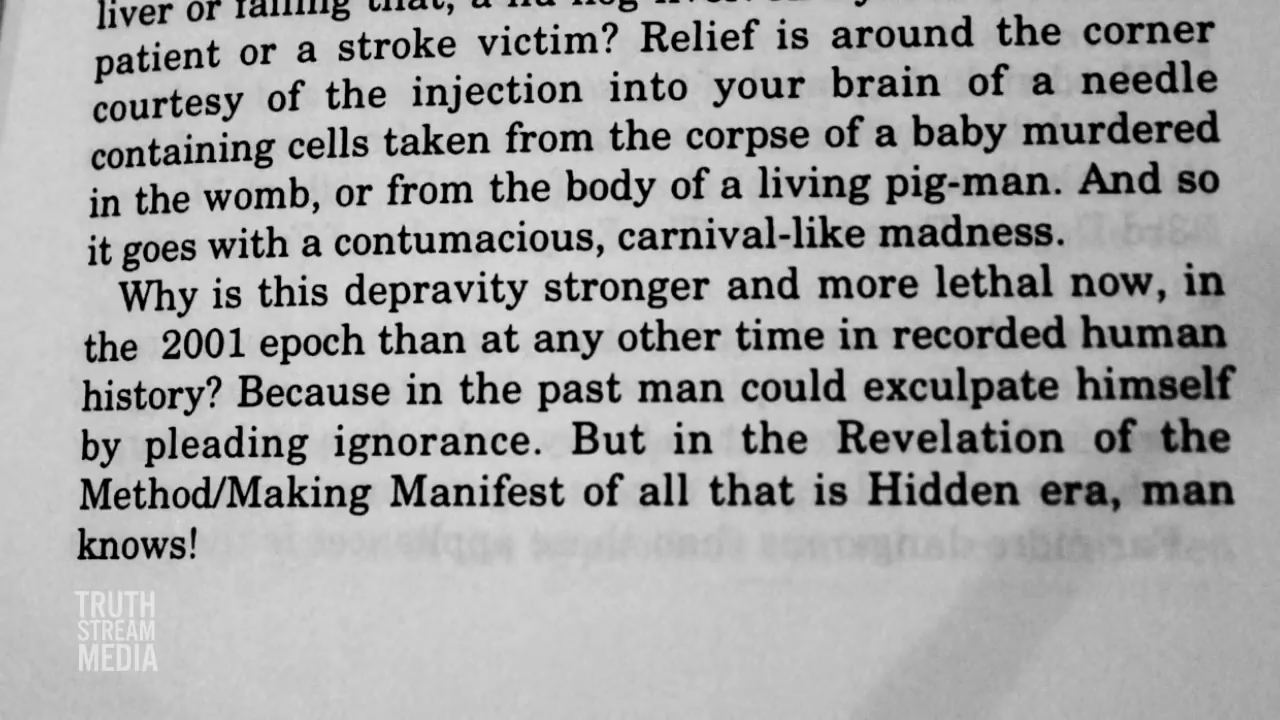 liver or failing that, a
patient or a stroke victim? Relief is around the corner
courtesy of the injection into your brain of a needle
containing cells taken from the corpse of a baby murdered
in the womb, or from the body of a living pig-man. And so
it goes with a contumacious, carnival-like madness.
Why is this depravity stronger and more lethal now, in
the 2001 epoch than at any other time in recorded human
history? Because in the past man could exculpate himself
by pleading ignorance. But in the Revelation of the
Method/Making Manifest of all that is Hidden era, man
knows!
TRUTH
STREAM
MEDIA